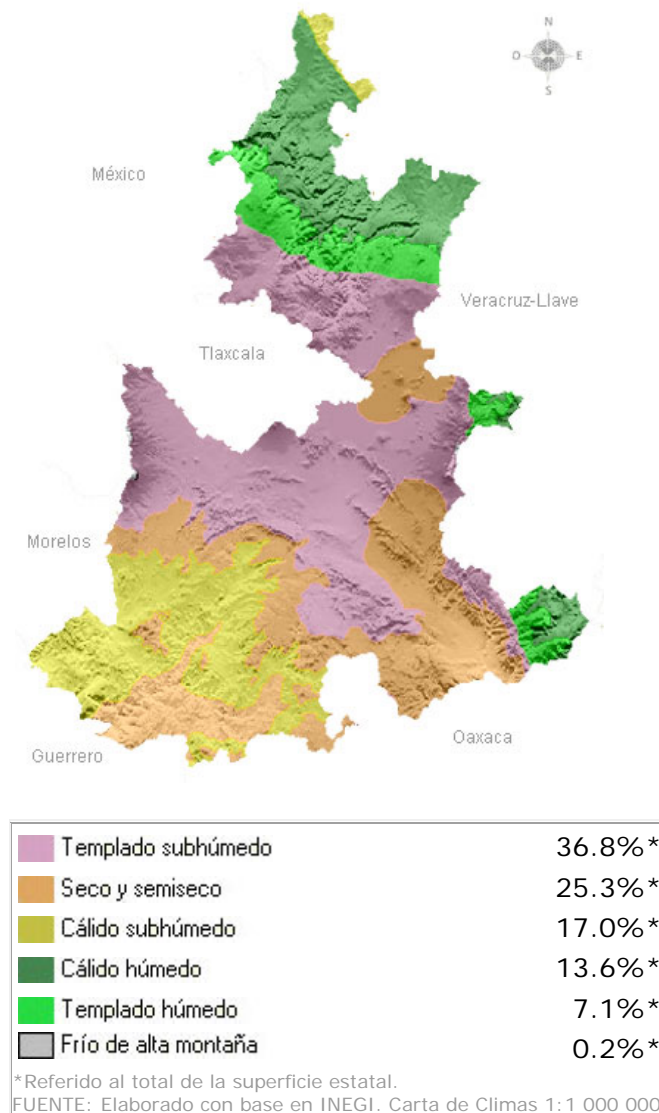 N
O E
S
México
Veracruz-Llave
Tlaxcala
Morelos
Oaxaca
Guerrero
Templado subhúmedo 36.8%*
Seco y semiseco 25.3%*
Cálido subhúmedo 17.0%*
Cálido húmedo 13.6%*
Templado húmedo 7.1%*
Frío de alta montaña 0.2%*
*Referido al total de la superficie estatal.
FUENTE: Elaborado con base en INEGI. Carta de Climas 1:1 000 000